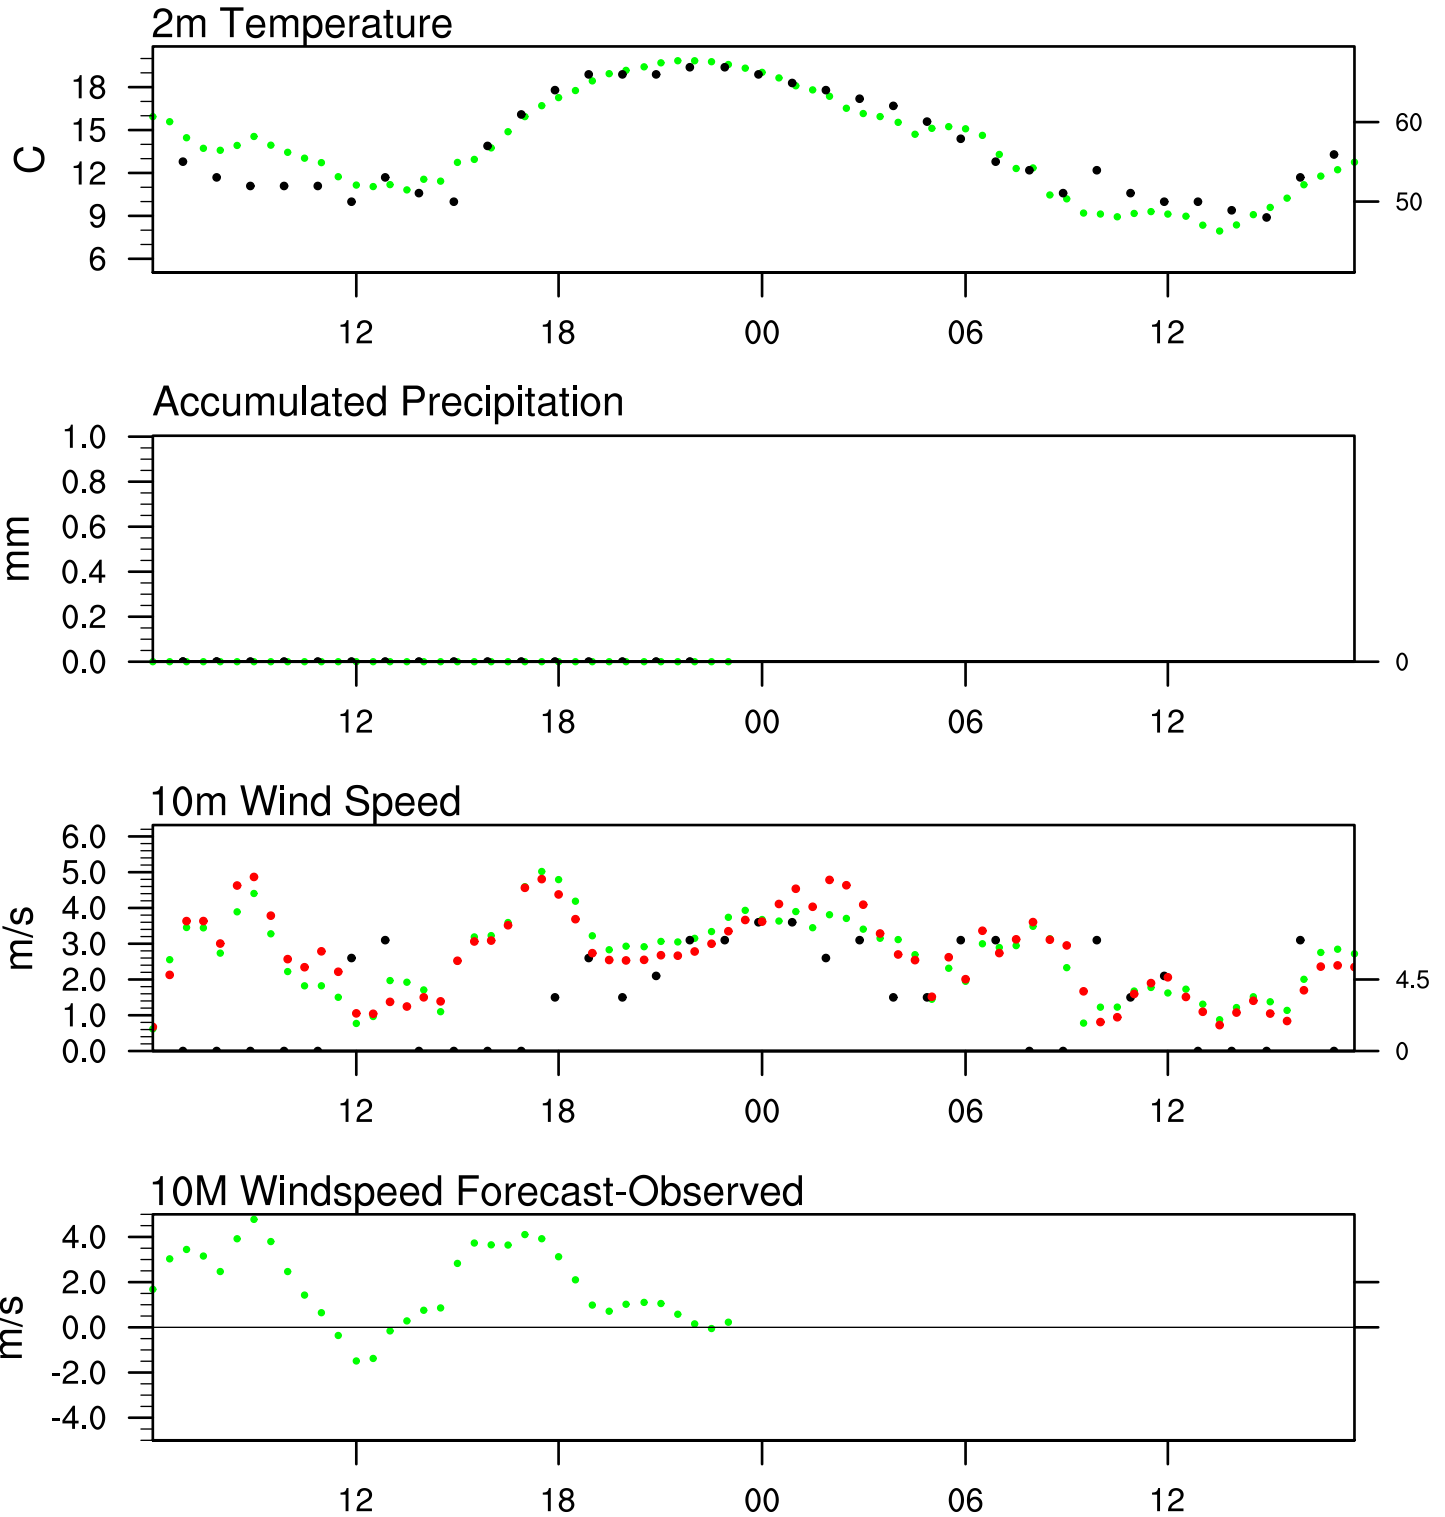 2m Temperature
18
15
12
9
6
C
60
50
12 18 00 06 12
Accumulated Precipitation
1.0
0.8
0.6
0.4
0.2
0.0
mm
0
12 18 00 06 12
10m Wind Speed
6.0
5.0
4.0
3.0
2.0
1.0
0.0
m/s
4.5
0
12 18 00 06 12
10M Windspeed Forecast-Observed
4.0
2.0
0.0
-2.0
-4.0
m/s
12 18 00 06 12